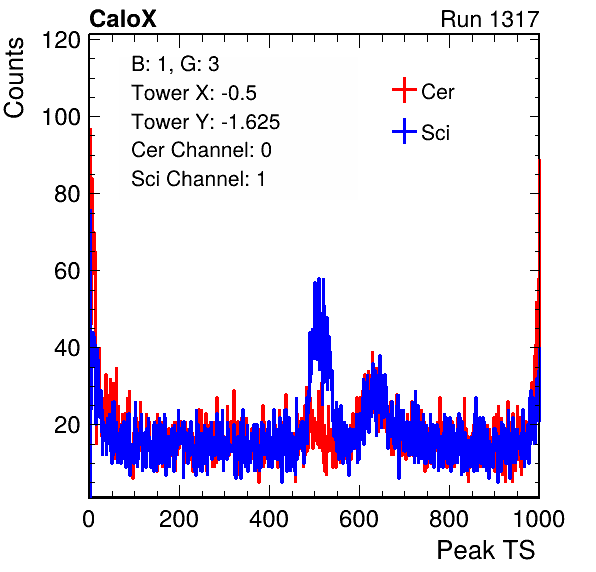 CaloX Run 1317
Counts
120
100
80
60
40
20
B: 1, G: 3
Tower X: -0.5
Tower Y: -1.625
Cer Channel: 0
Sci Channel: 1
Cer
Sci
0 200 400 600 800 1000
Peak TS